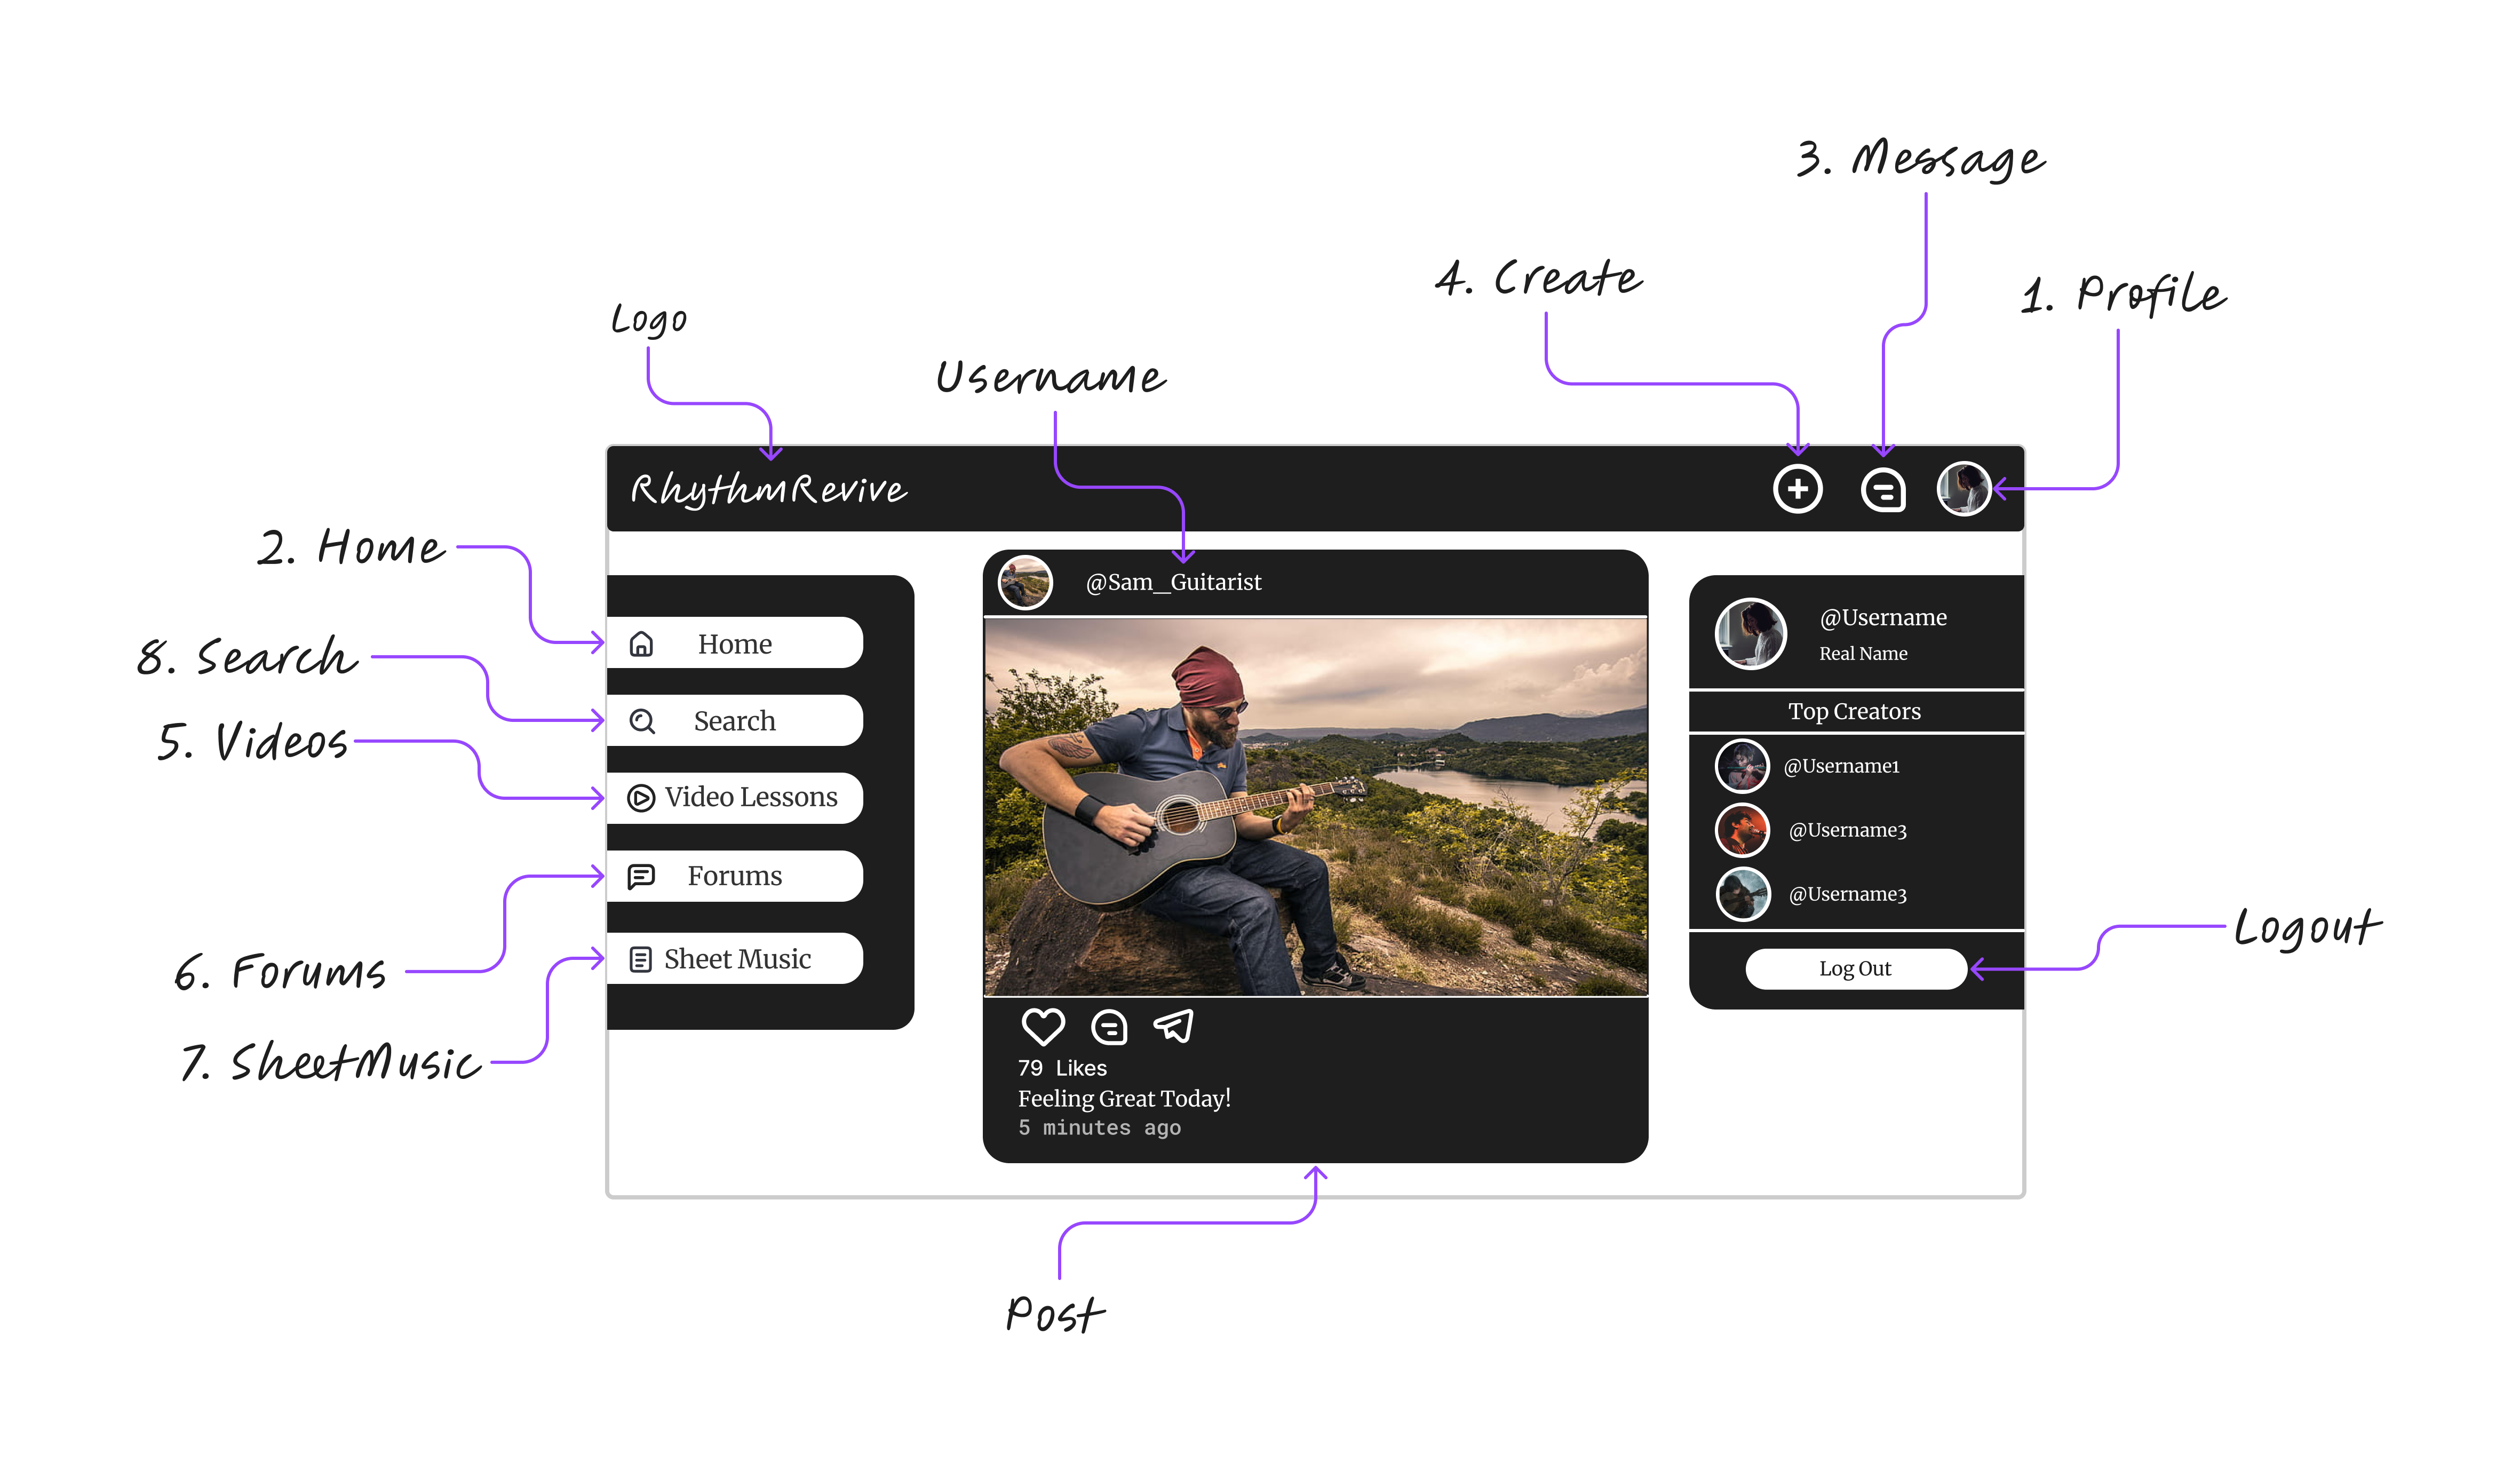 3. Message
4. Create
1. Profile
Logo
Username
RhythmRevive
2. Home
8. Search
5. Videos
6. Forums
7. SheetMusic
Home
Search
Video Lessons
Forums
Sheet Music
@Sam_Guitarist
79 Likes
Feeling Great Today!
5 minutes ago
@Username
Real Name
Top Creators
@Username1
@Username3
@Username3
Log Out
Logout
Post